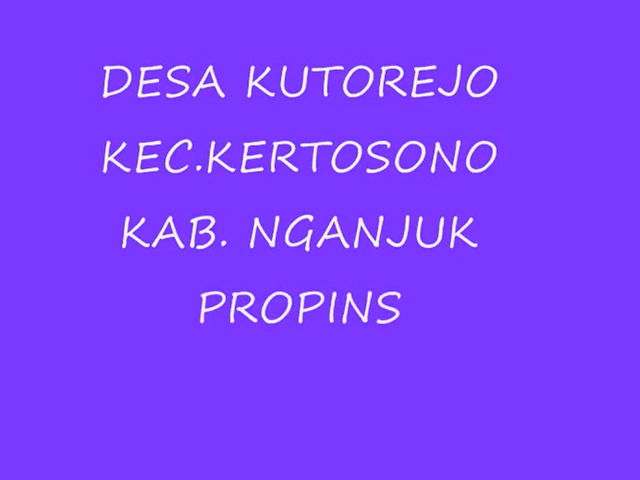 DESA KUTOREJO
KEC.KERTOSONO
KAB. NGANJUK
PROPINS